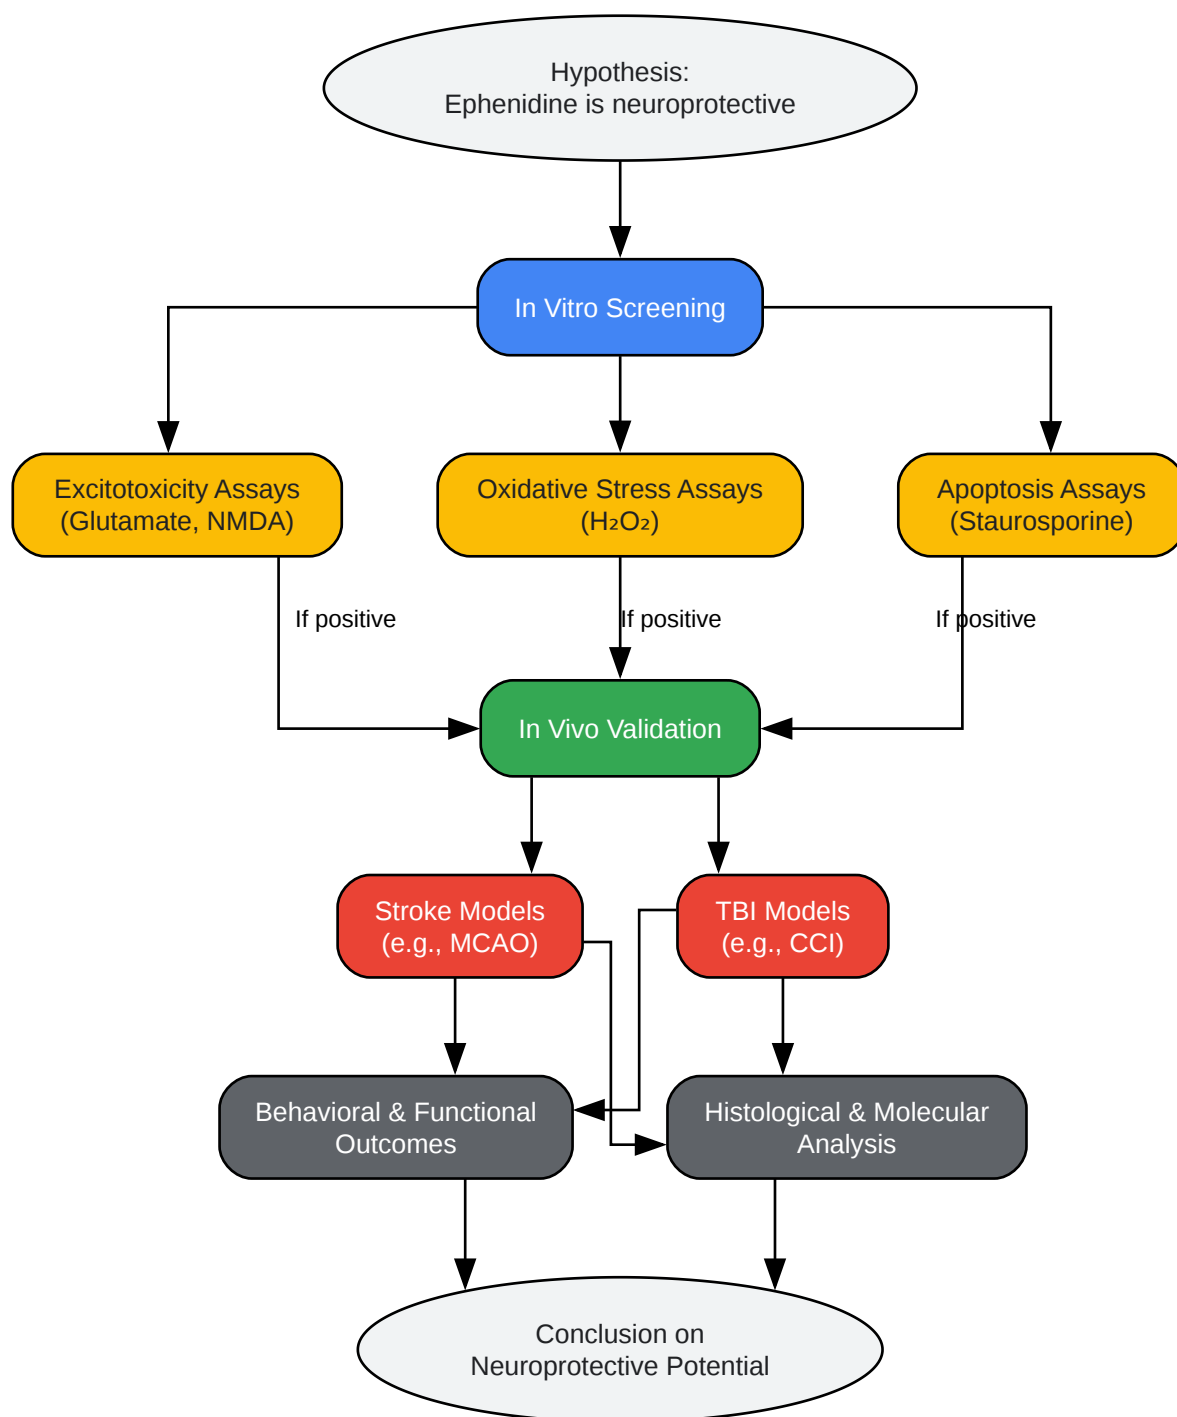 Hypothesis:
Ephenidine is neuroprotective
In Vitro Screening
Excitotoxicity Assays
(Glutamate, NMDA)
Oxidative Stress Assays
(H₂O₂)
Apoptosis Assays
(Staurosporine)
If positive
If positive
If positive
In Vivo Validation
Stroke Models
(e.g., MCAO)
TBI Models
(e.g., CCI)
Behavioral & Functional
Outcomes
Histological & Molecular
Analysis
Conclusion on
Neuroprotective Potential